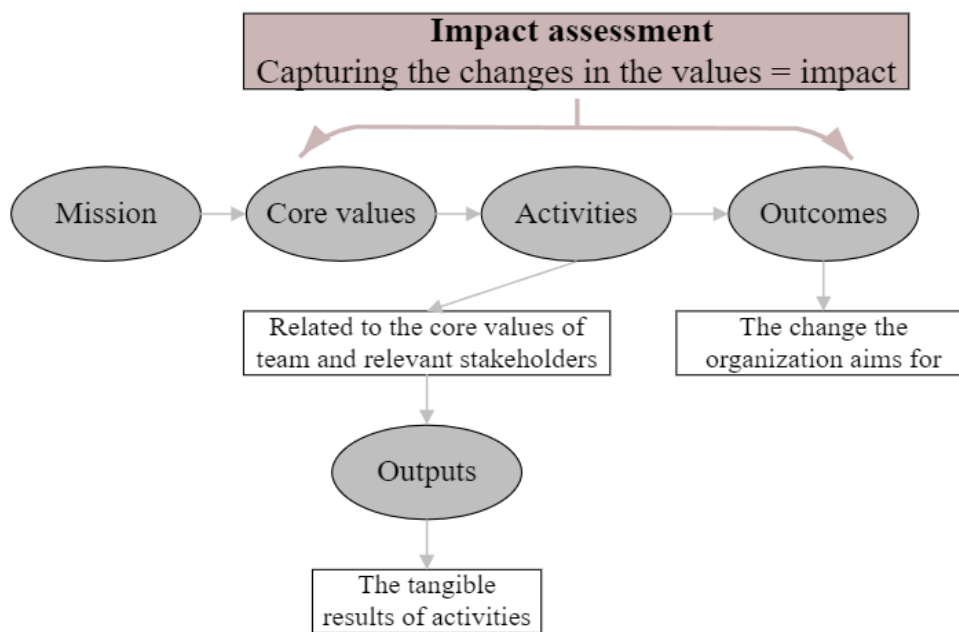 Impact assessment
Capturing the changes in the values = impact
Mission
Core values
Activities
Outcomes
Related to the core values of
team and relevant stakeholders
The change the
organization aims for
Outputs
The tangible
results of activities